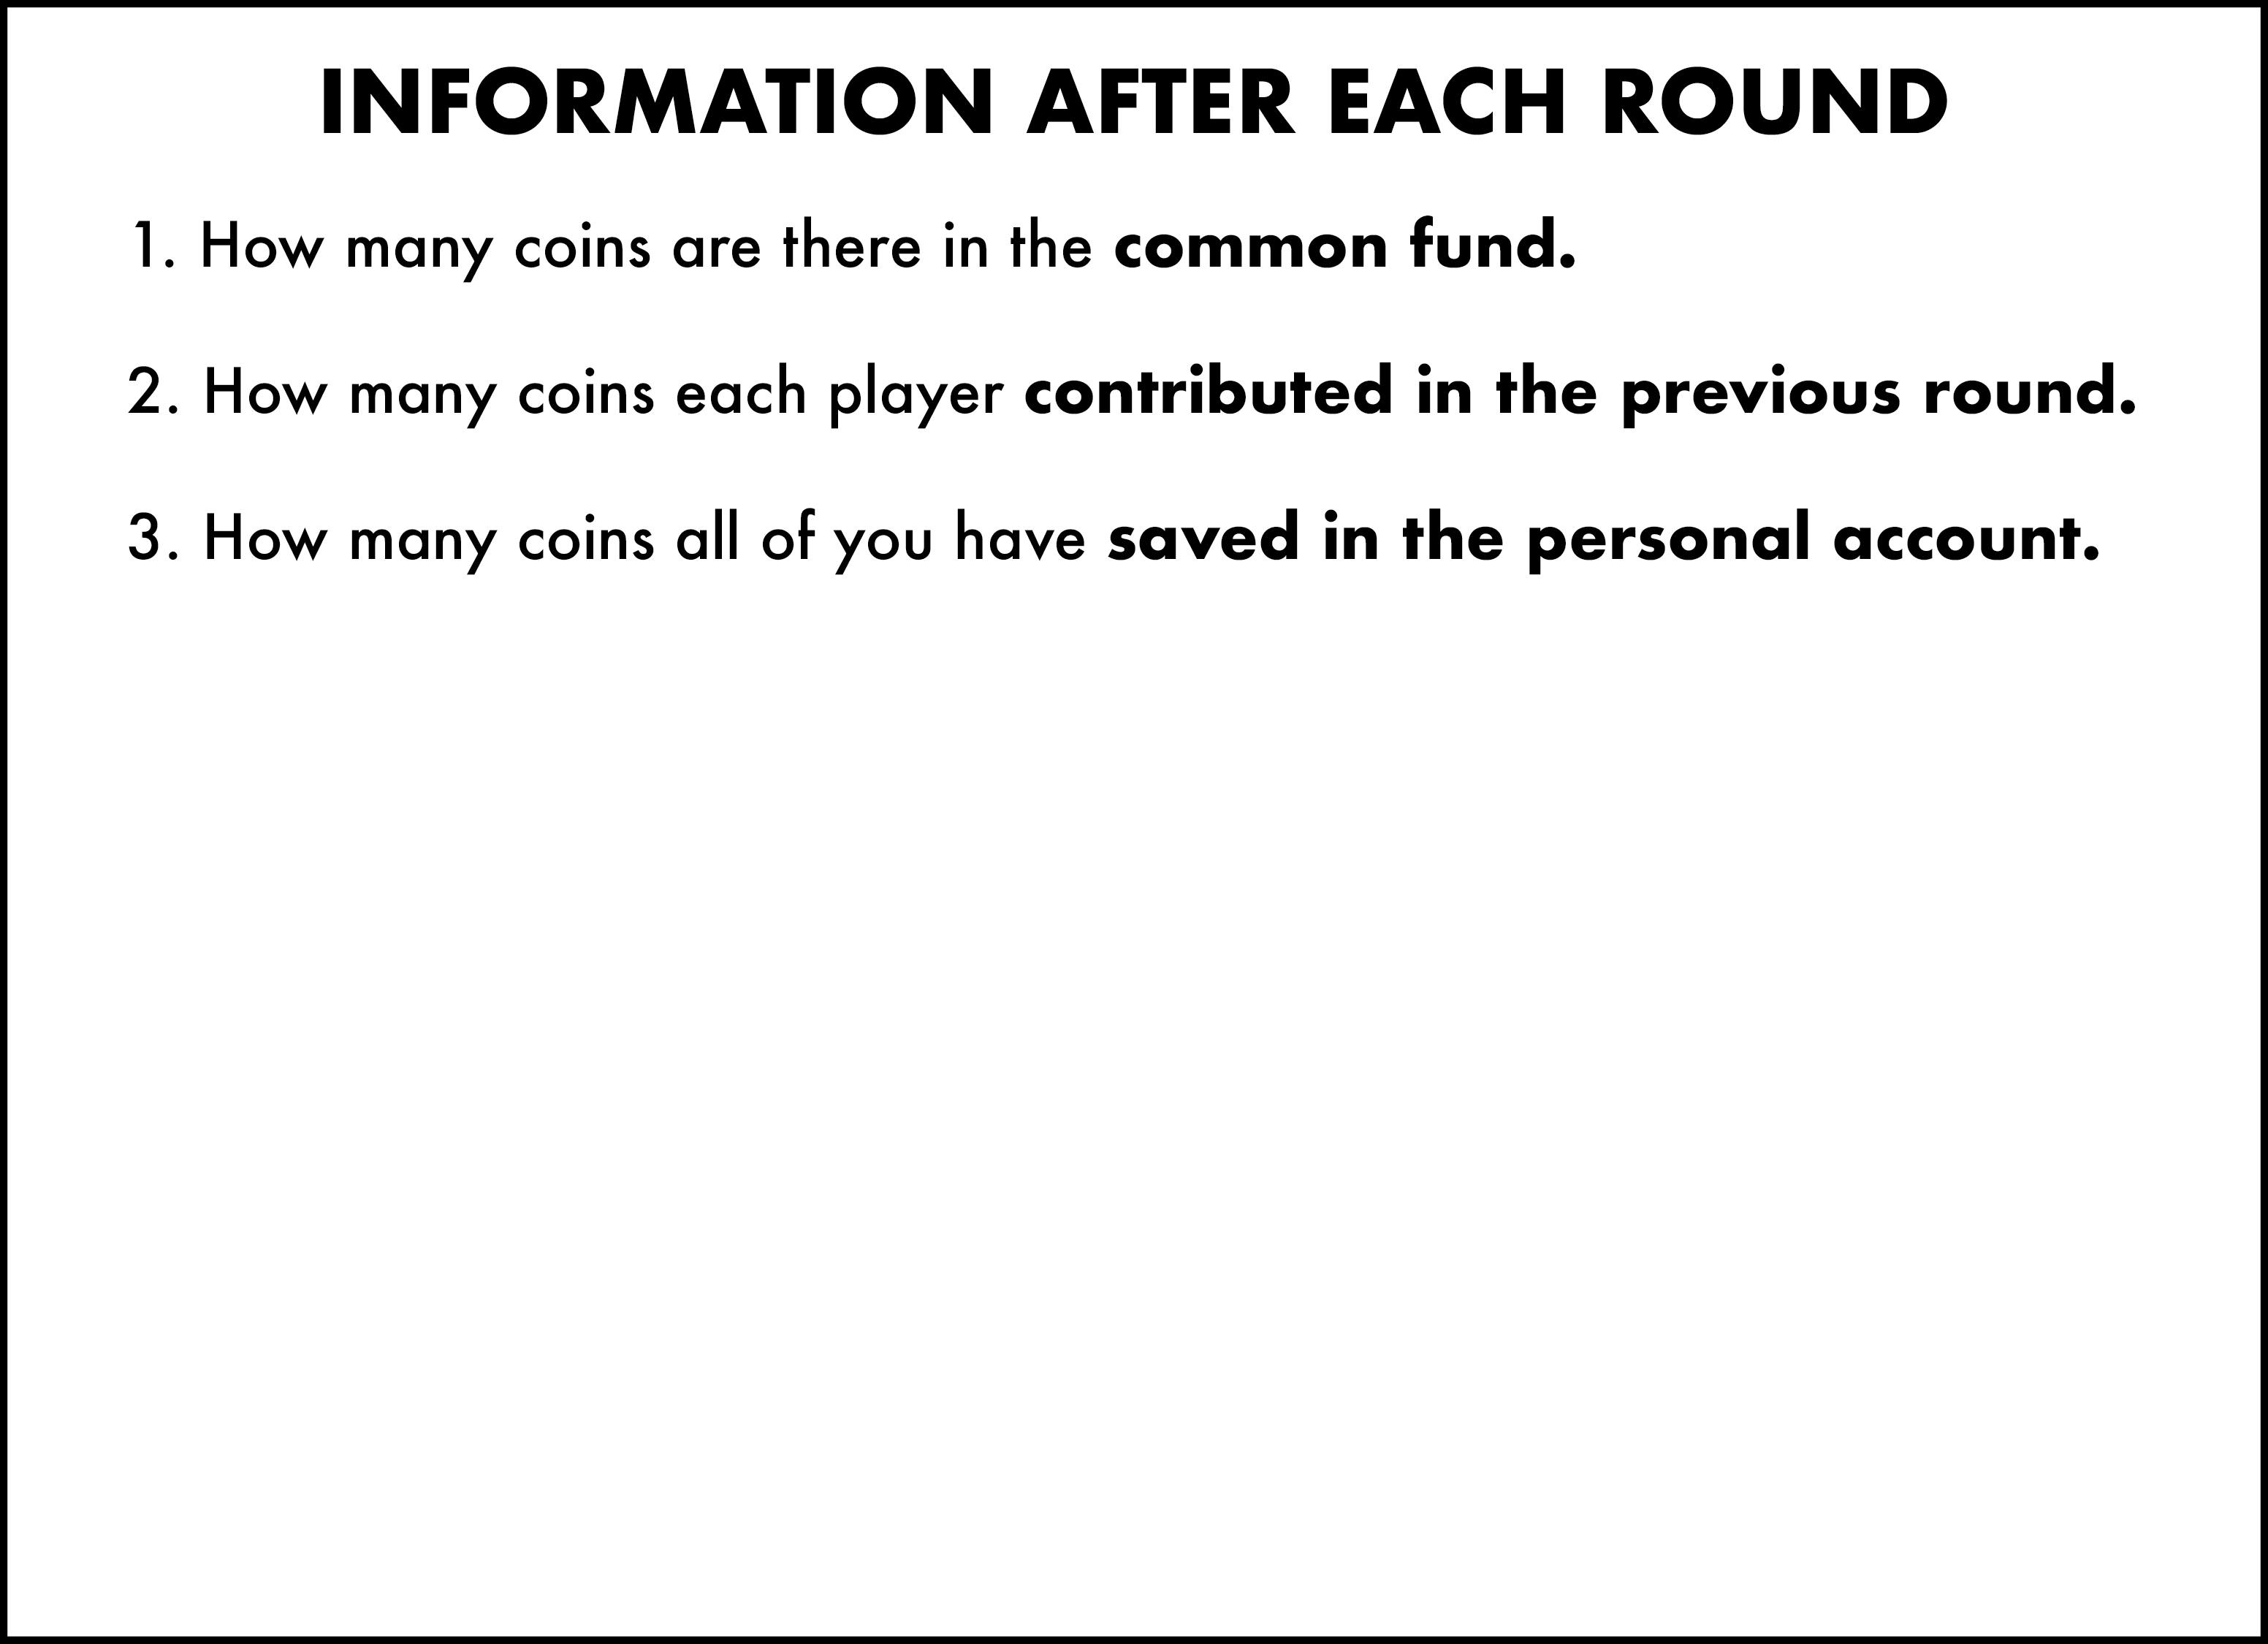 INFORMATION AFTER EACH ROUND
1. How many coins are there in the common fund.
2. How many coins each player contributed in the previous round.
3. How many coins all of you have saved in the personal account.